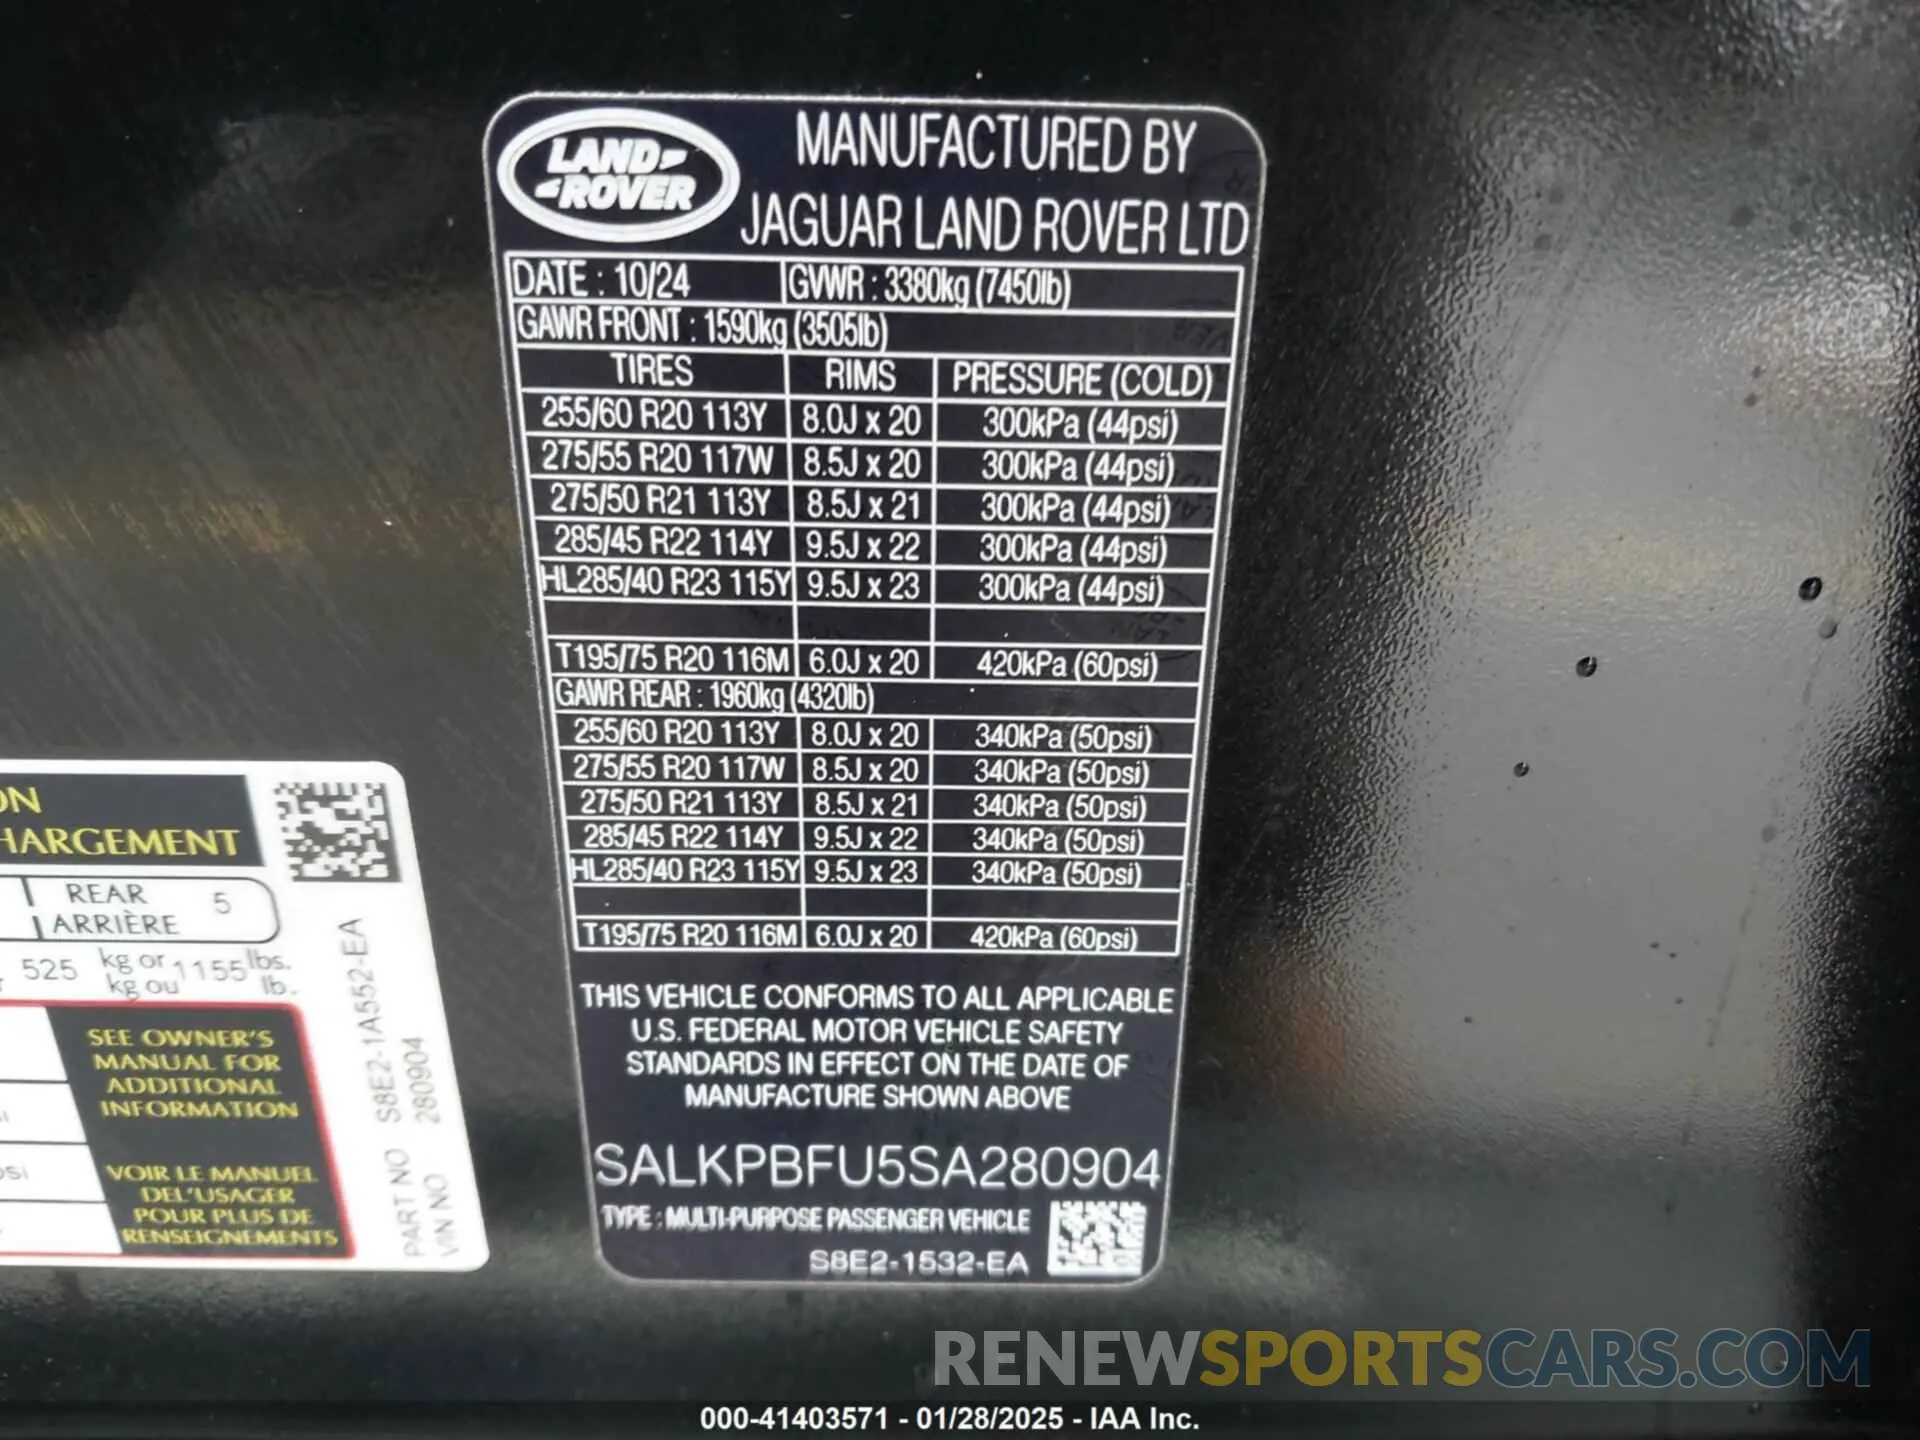 LAND
ROVER
MANUFACTURED BY
JAGUAR LAND ROVER LTD
DATE : 10/24 GVWR : 3380kg (7450lb)
GAWR FRONT : 1590kg (3505lb)
TIRES RIMS PRESSURE (COLD)
255/60 R20 113Y 8.0J x 20 300kPa (44psi)
275/55 R20 117W 8.5J x 20 300kPa (44psi)
275/50 R21 113Y 8.5J x 21 300kPa (44psi)
285/45 R22 114Y 9.5J x 22 300kPa (44psi)
HL285/40 R23 115Y 9.5J x 23 300kPa (44psi)
T195/75 R20 116M 6.0J x 20 420kPa (60psi)
GAWR REAR : 1960kg (4320lb)
255/60 R20 113Y 8.0J x 20 340kPa (50psi)
275/55 R20 117W 8.5J x 20 340kPa (50psi)
275/50 R21 113Y 8.5J x 21 340kPa (50psi)
285/45 R22 114Y 9.5J x 22 340kPa (50psi)
HL285/40 R23 115Y 9.5J x 23 340kPa (50psi)
T195/75 R20 116M 6.0J x 20 420kPa (60psi)
THIS VEHICLE CONFORMS TO ALL APPLICABLE
U.S. FEDERAL MOTOR VEHICLE SAFETY
STANDARDS IN EFFECT ON THE DATE OF
MANUFACTURE SHOWN ABOVE
SALKPBFU5SA280904
TYPE : MULTI-PURPOSE PASSENGER VEHICLE
S8E2-1532-EA
ON
HARGEMENT
REAR 5
ARRIÈRE
525 kg or 1155 lbs.
kg ou lb.
SEE OWNER'S
MANUAL FOR
ADDITIONAL
INFORMATION
psi
VOIR LE MANUEL
DEL'USAGER
POUR PLUS DE
RENSEIGNEMENTS
PART NO S8E2-1A552-EA
VIN NO 280904
RENEWSPORTSCARS.COM
000-41403571 - 01/28/2025 - IAA Inc.